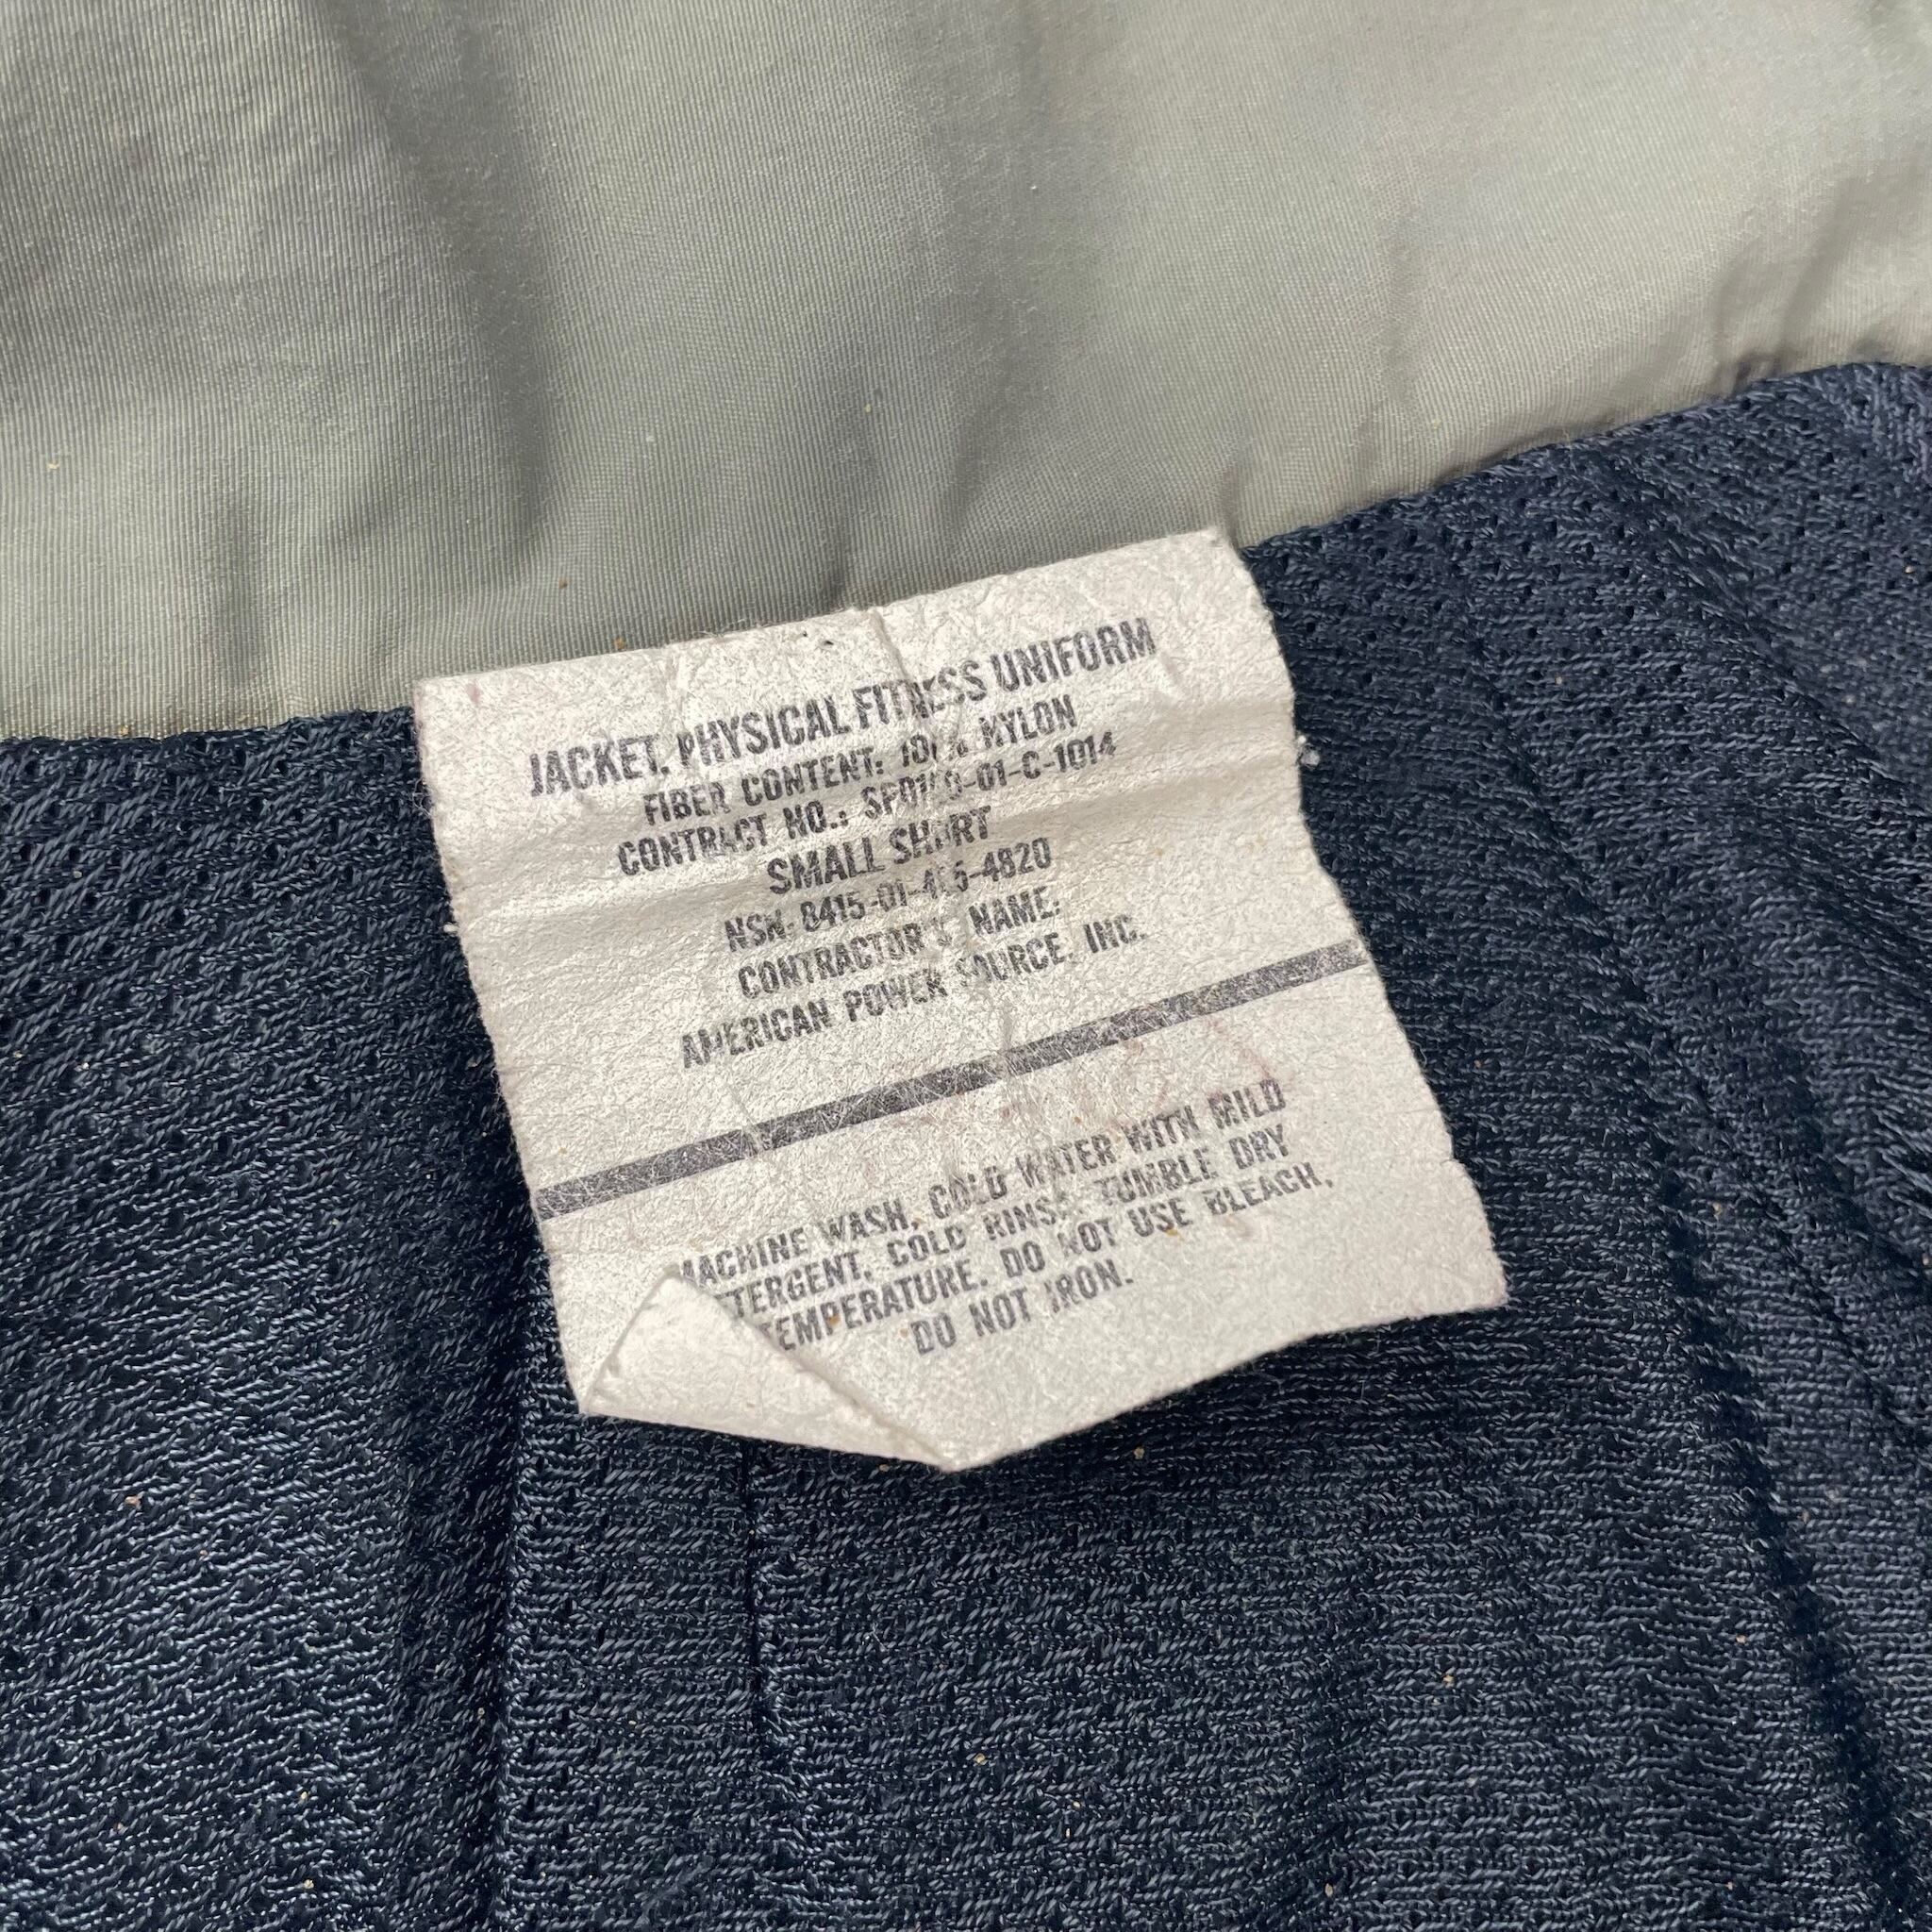 JACKET, PHYSICAL FITNESS UNIFORM
FIBER CONTENT: 100% NYLON
CONTRACT NO.: SP0100-01-C-1014
SMALL SHORT
NSN: 8415-01-465-4820
CONTRACTOR'S NAME:
AMERICAN POWER SOURCE, INC.
MACHINE WASH, COLD WATER WITH MILD
DETERGENT, COLD RINSE. TUMBLE DRY
TEMPERATURE. DO NOT USE BLEACH,
DO NOT IRON.